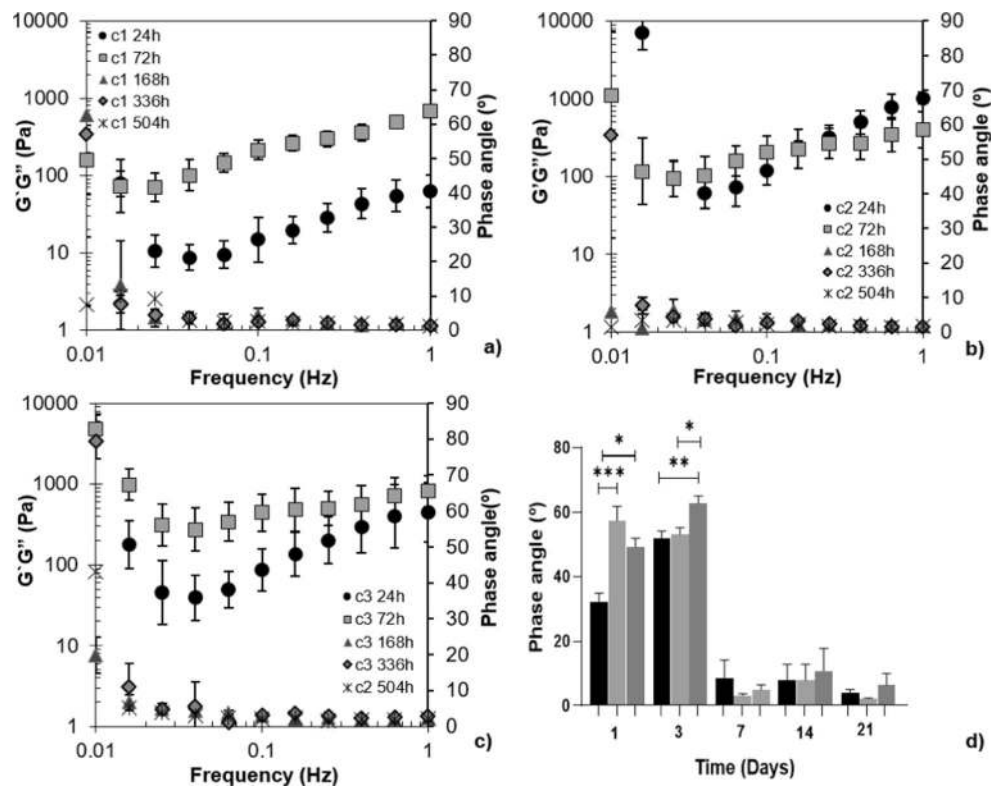 10000
1000
100
10
1
G`G” (Pa)
c1 24h
c1 72h
c1 168h
c1 336h
c1 504h
90
80
70
60
50
40
30
20
10
0
Phase angle (º)
0.01 0.1 1
Frequency (Hz)
a)
10000
1000
100
10
1
G’G”(Pa)
c2 24h
c2 72h
c2 168h
c2 336h
c2 504h
90
80
70
60
50
40
30
20
10
0
Phase angle (º)
0.01 0.1 1
Frequency (Hz)
b)
10000
1000
100
10
1
G`G” (Pa)
c3 24h
c3 72h
c3 168h
c3 336h
c2 504h
90
80
70
60
50
40
30
20
10
0
Phase angle(º)
0.01 0.1 1
Frequency (Hz)
c)
80
60
40
20
0
Phase angle (º)
*
***
*
**
1 3 7 14 21
Time (Days)
d)